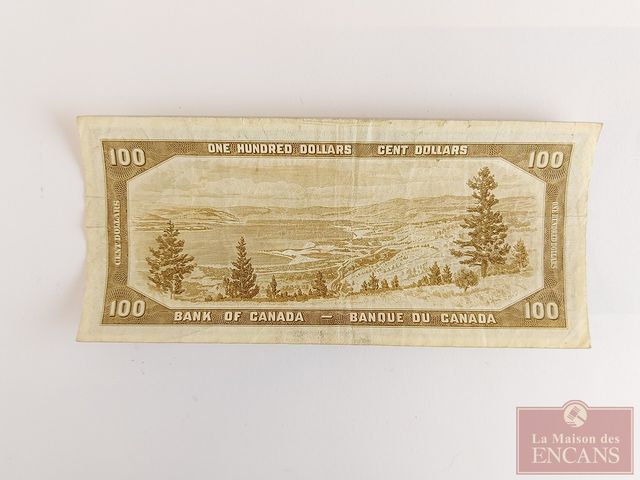 ONE HUNDRED DOLLARS CENT DOLLARS
100
100
CENT DOLLARS
ONE HUNDRED DOLLARS
100
100
BANK OF CANADA — BANQUE DU CANADA
La Maison des
ENCANS